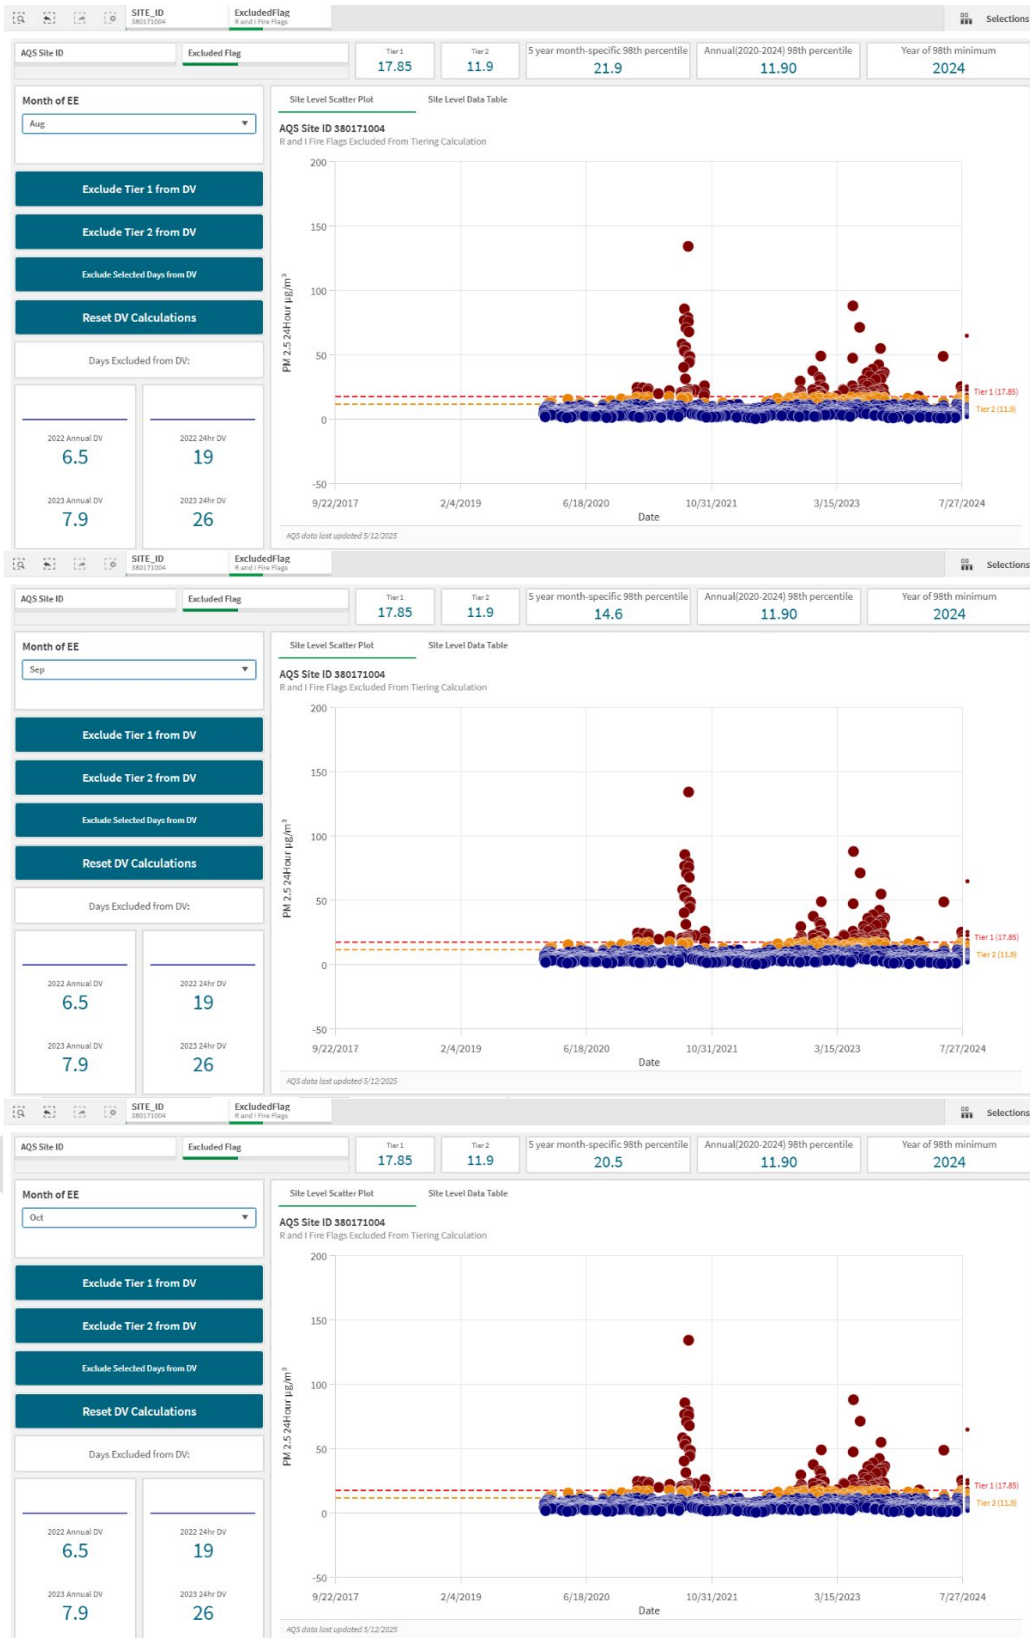 SITE_ID
380171004
ExcludedFlag
R and I Fire Flags
Selections
AQS Site ID
Excluded Flag
Tier 1
17.85
Tier 2
11.9
5 year month-specific 98th percentile
21.9
Annual(2020-2024) 98th percentile
11.90
Year of 98th minimum
2024
Month of EE
Aug
Exclude Tier 1 from DV
Exclude Tier 2 from DV
Exclude Selected Days from DV
Reset DV Calculations
Days Excluded from DV:
2022 Annual DV
6.5
2022 24hr DV
19
2023 Annual DV
7.9
2023 24hr DV
26
Site Level Scatter Plot
Site Level Data Table
AQS Site ID 380171004
R and I Fire Flags Excluded From Tiering Calculation
PM 2.5 24Hour µg/m³
200
150
100
50
0
-50
Tier 1 (17.85)
Tier 2 (11.9)
9/22/2017
2/4/2019
6/18/2020
10/31/2021
3/15/2023
7/27/2024
Date
AQS data last updated 5/12/2025
SITE_ID
380171004
ExcludedFlag
R and I Fire Flags
Selections
AQS Site ID
Excluded Flag
Tier 1
17.85
Tier 2
11.9
5 year month-specific 98th percentile
14.6
Annual(2020-2024) 98th percentile
11.90
Year of 98th minimum
2024
Month of EE
Sep
Exclude Tier 1 from DV
Exclude Tier 2 from DV
Exclude Selected Days from DV
Reset DV Calculations
Days Excluded from DV:
2022 Annual DV
6.5
2022 24hr DV
19
2023 Annual DV
7.9
2023 24hr DV
26
Site Level Scatter Plot
Site Level Data Table
AQS Site ID 380171004
R and I Fire Flags Excluded From Tiering Calculation
PM 2.5 24Hour µg/m³
200
150
100
50
0
-50
Tier 1 (17.85)
Tier 2 (11.9)
9/22/2017
2/4/2019
6/18/2020
10/31/2021
3/15/2023
7/27/2024
Date
AQS data last updated 5/12/2025
SITE_ID
380171004
ExcludedFlag
R and I Fire Flags
Selections
AQS Site ID
Excluded Flag
Tier 1
17.85
Tier 2
11.9
5 year month-specific 98th percentile
20.5
Annual(2020-2024) 98th percentile
11.90
Year of 98th minimum
2024
Month of EE
Oct
Exclude Tier 1 from DV
Exclude Tier 2 from DV
Exclude Selected Days from DV
Reset DV Calculations
Days Excluded from DV:
2022 Annual DV
6.5
2022 24hr DV
19
2023 Annual DV
7.9
2023 24hr DV
26
Site Level Scatter Plot
Site Level Data Table
AQS Site ID 380171004
R and I Fire Flags Excluded From Tiering Calculation
PM 2.5 24Hour µg/m³
200
150
100
50
0
-50
Tier 1 (17.85)
Tier 2 (11.9)
9/22/2017
2/4/2019
6/18/2020
10/31/2021
3/15/2023
7/27/2024
Date
AQS data last updated 5/12/2025